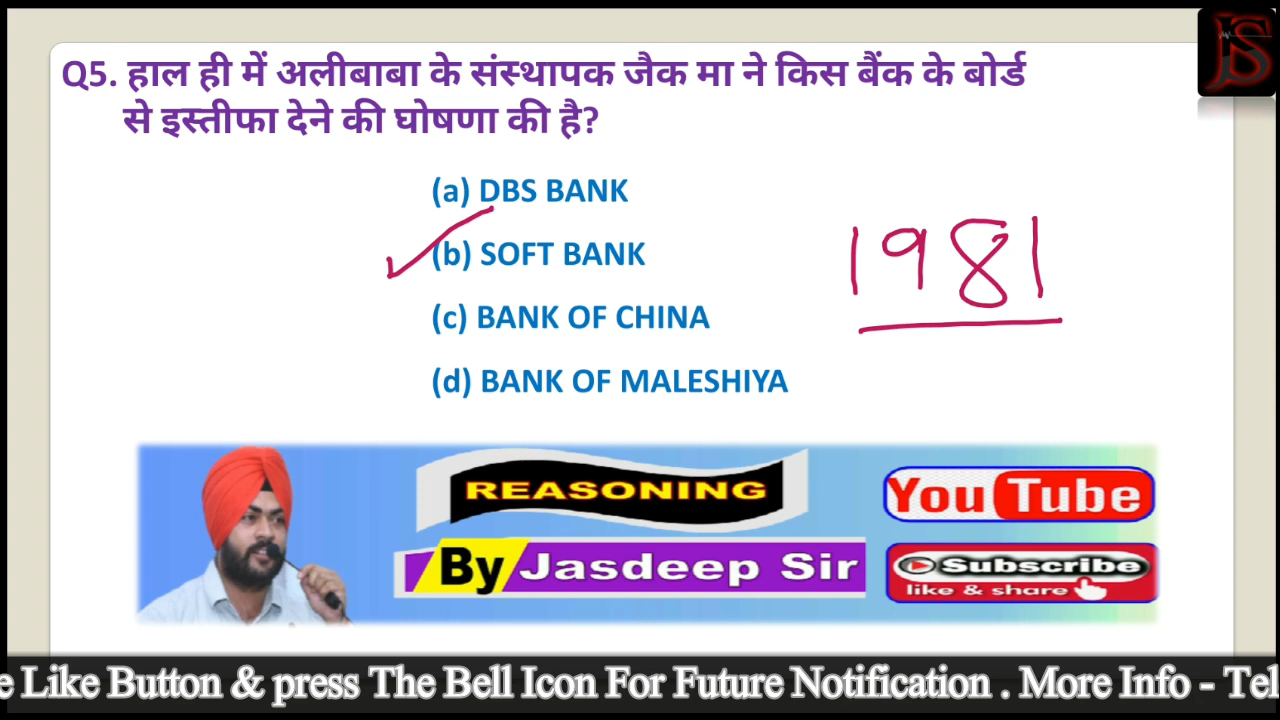 JS
Q5. हाल ही में अलीबाबा के संस्थापक जैक मा ने किस बैंक के बोर्ड
से इस्तीफा देने की घोषणा की है?
(a) DBS BANK
(b) SOFT BANK
(c) BANK OF CHINA
(d) BANK OF MALESHIYA
1981
REASONING
By Jasdeep Sir
YouTube
Subscribe
like & share
e Like Button & press The Bell Icon For Future Notification . More Info - Tel